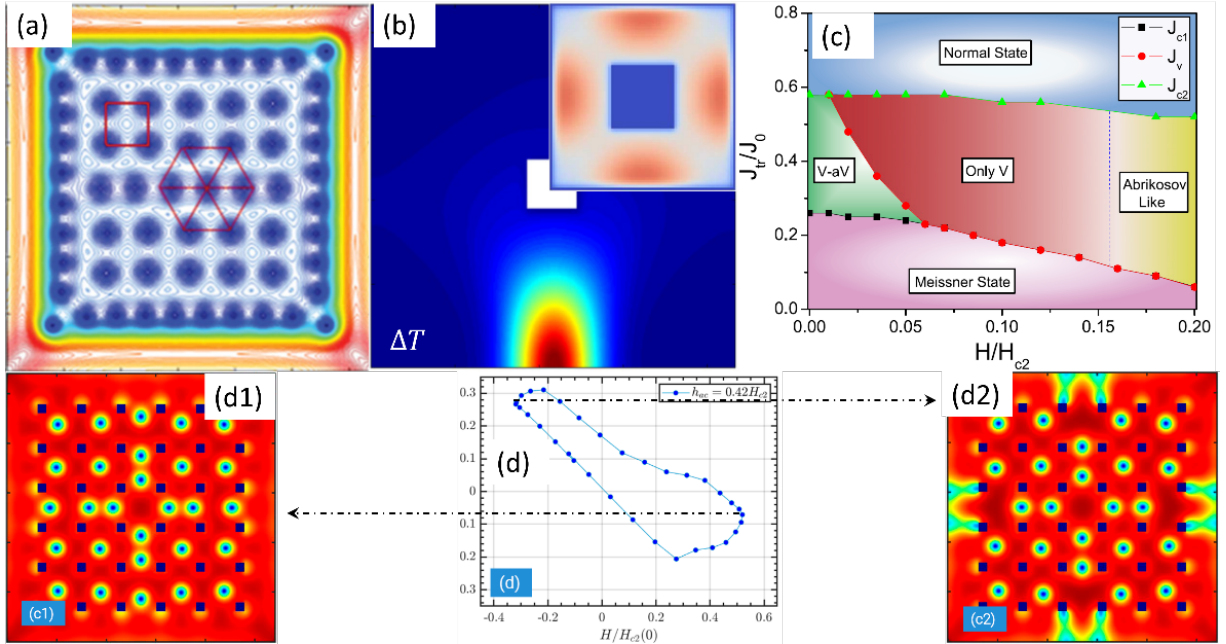 (a)
(b)
ΔT
(c)
0.8
0.6
0.4
0.2
0.0
J_tr/J_0
Normal State
J_c1
J_v
J_c2
V-aV
Only V
Abrikosov
Like
Meissner State
0.00
0.05
0.10
0.15
0.20
H/H_c2
(d1)
(c1)
0.3
0.2
0.1
0
0.1
0.2
0.3
h_ac = 0.42H_c2
(d)
(d)
-0.4
-0.2
0
0.2
0.4
0.6
H/H_c2(0)
(d2)
(c2)